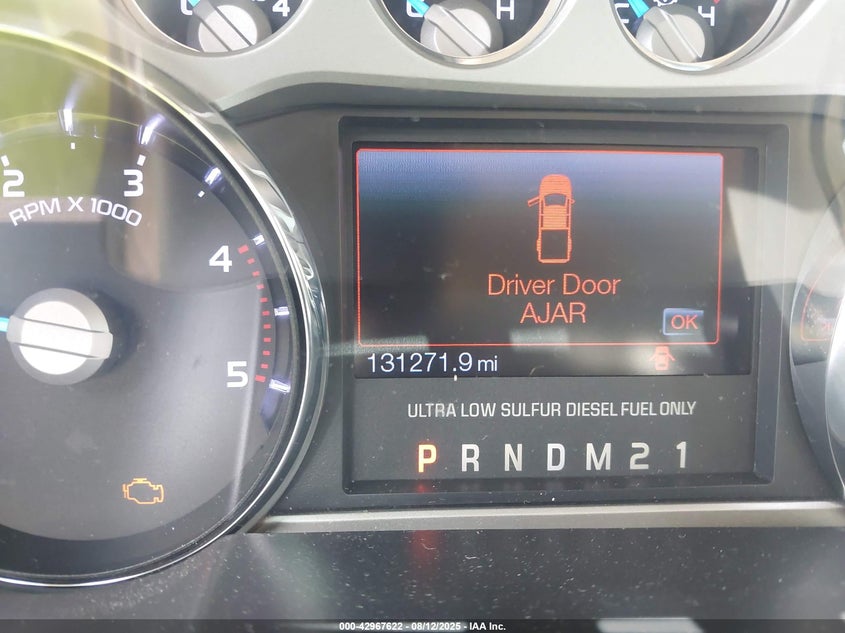 4 H H
2 3
RPM X 1000
4
5
Driver Door
AJAR
OK
131271.9 mi
ULTRA LOW SULFUR DIESEL FUEL ONLY
P R N D M 2 1
000-42967622 - 08/12/2025 - IAA Inc.